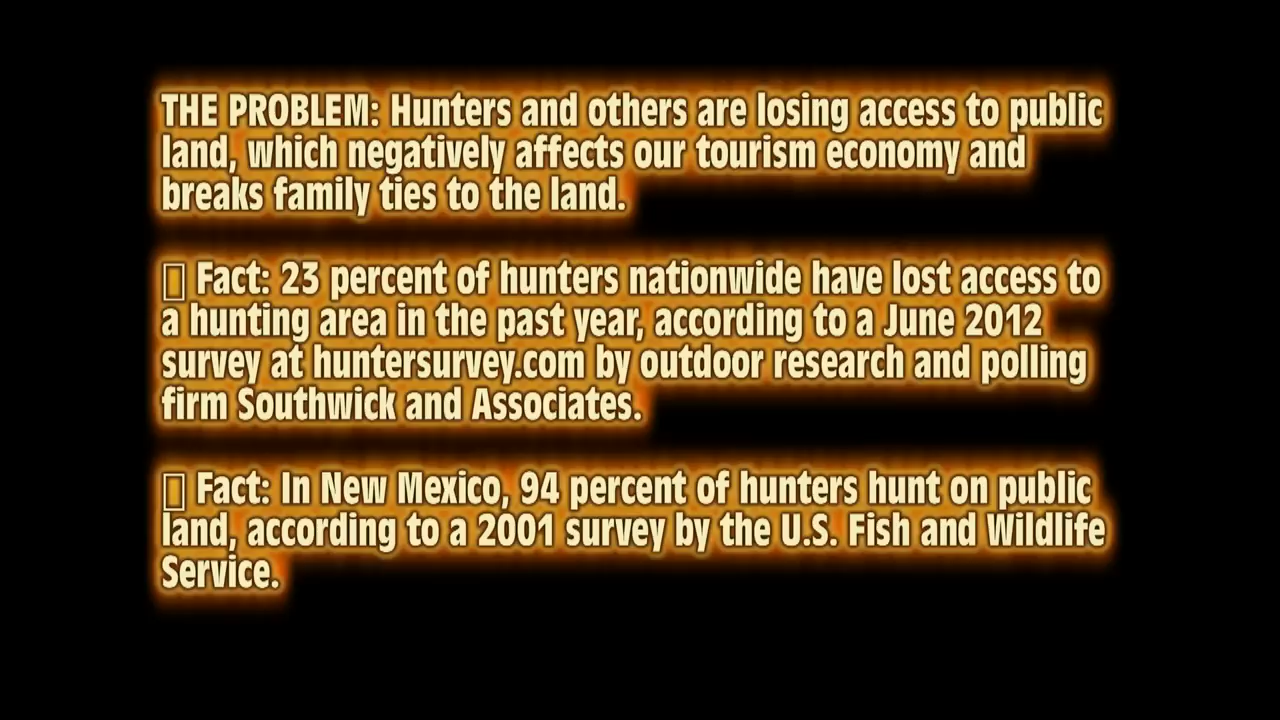 THE PROBLEM: Hunters and others are losing access to public
land, which negatively affects our tourism economy and
breaks family ties to the land.
▯ Fact: 23 percent of hunters nationwide have lost access to
a hunting area in the past year, according to a June 2012
survey at huntersurvey.com by outdoor research and polling
firm Southwick and Associates.
▯ Fact: In New Mexico, 94 percent of hunters hunt on public
land, according to a 2001 survey by the U.S. Fish and Wildlife
Service.